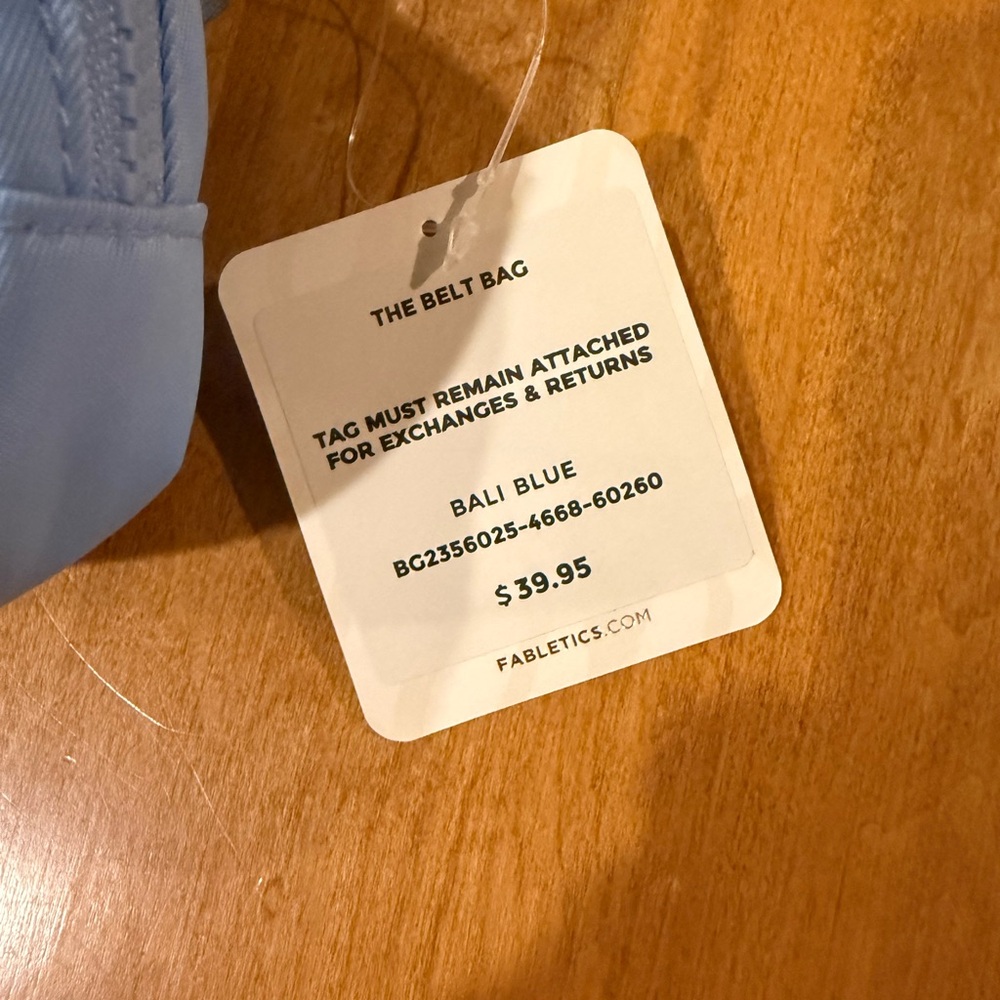 THE BELT BAG
TAG MUST REMAIN ATTACHED
FOR EXCHANGES & RETURNS
BALI BLUE
BG2356025-4668-60260
$39.95
FABLETICS.COM